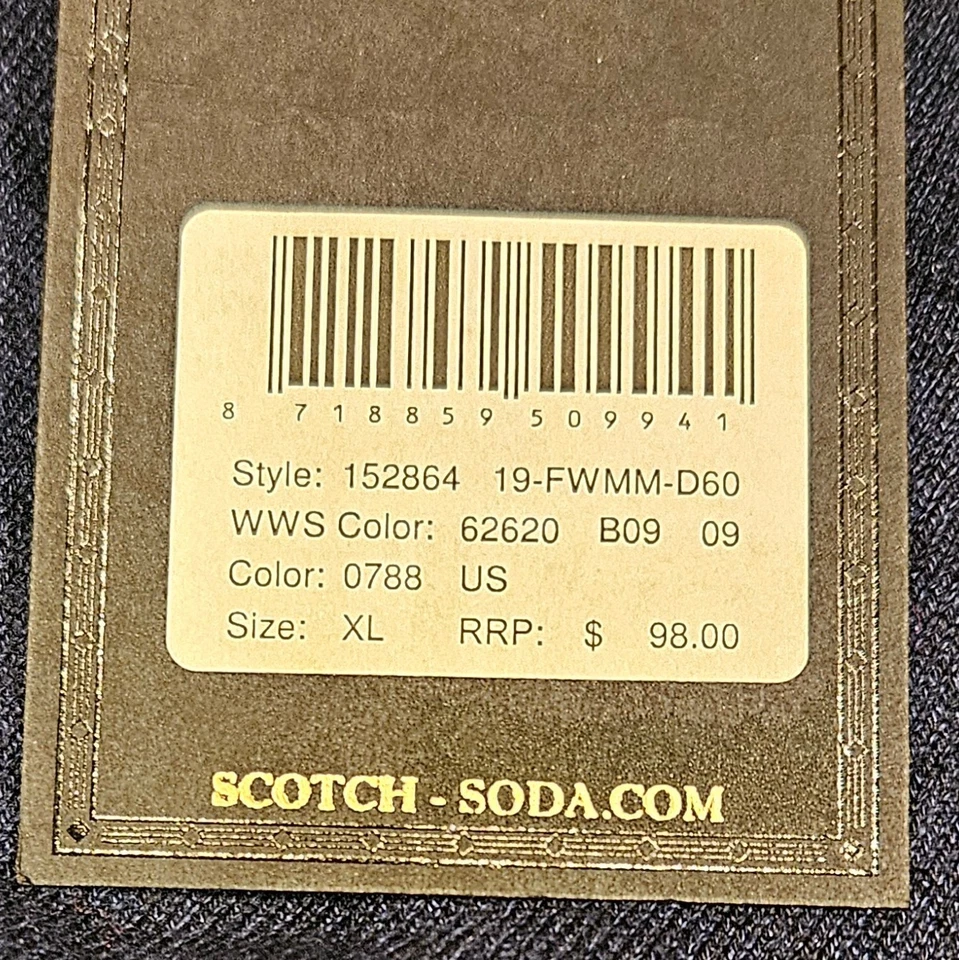 8 718859 509941
Style: 152864 19-FWMM-D60
WWS Color: 62620 B09 09
Color: 0788 US
Size: XL RRP: $ 98.00
SCOTCH - SODA.COM